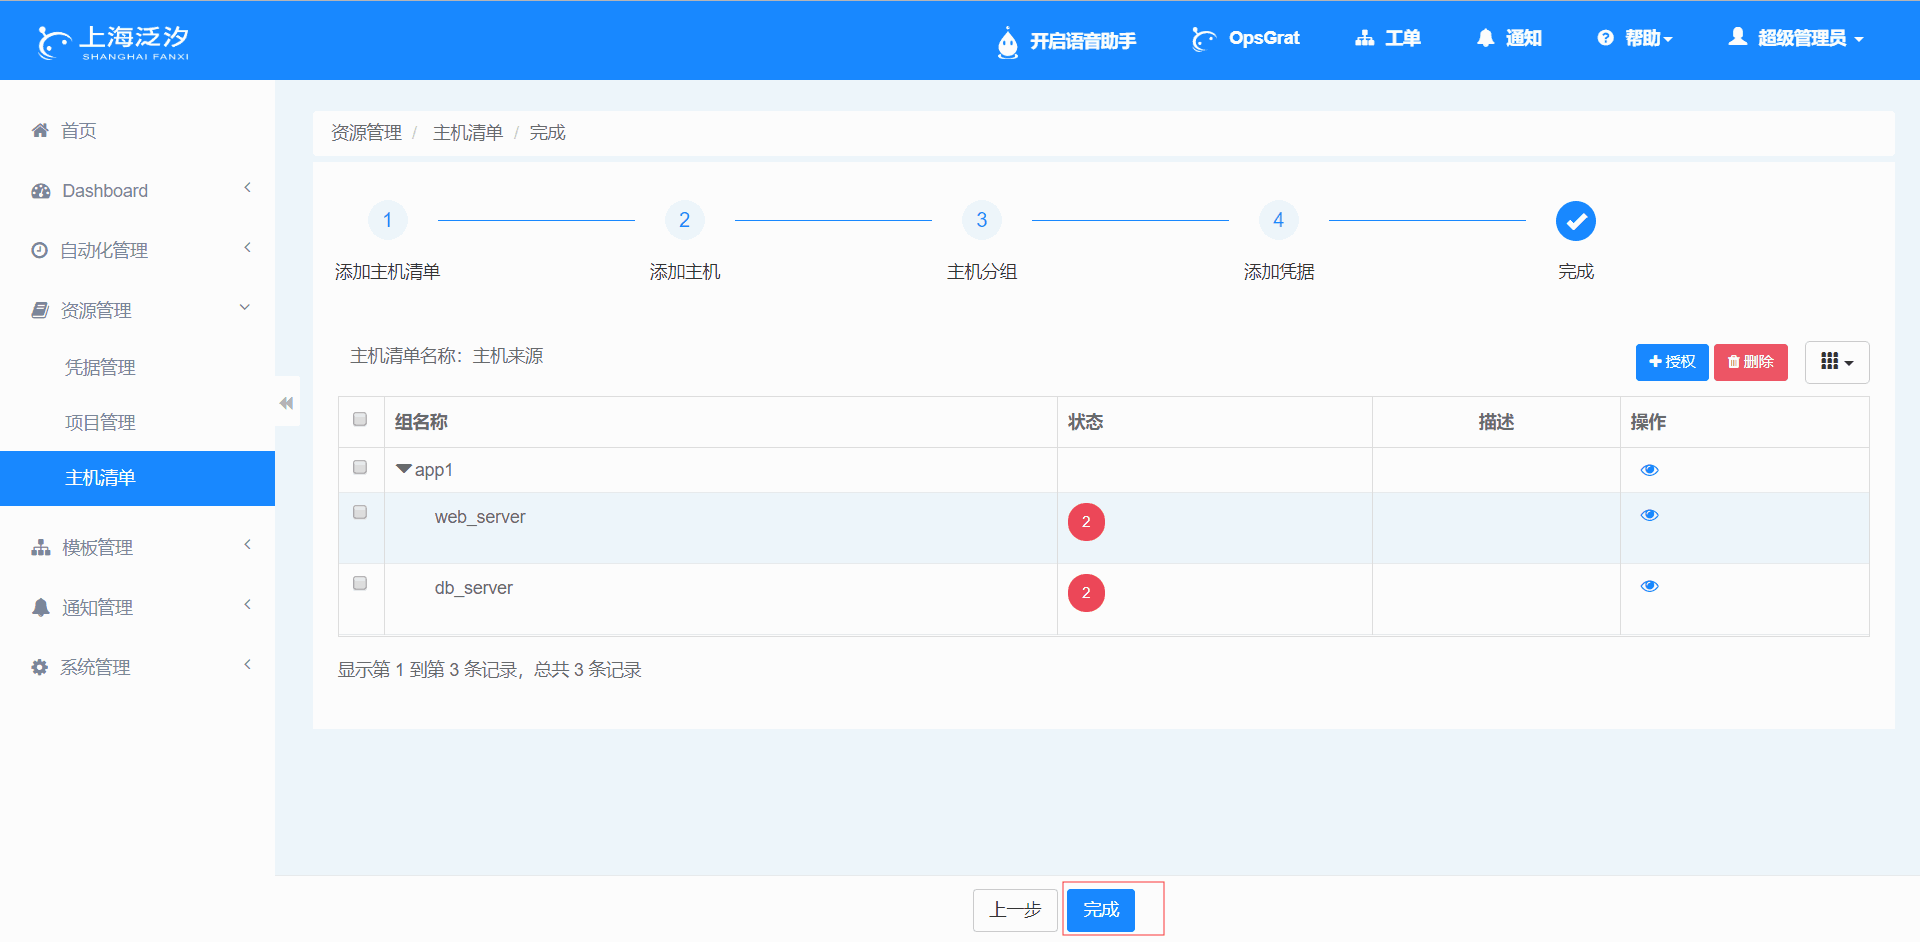 上海泛汐
SHANGHAI FANXI
开启语音助手
OpsGrat
工单
通知
帮助
超级管理员
首页
Dashboard
自动化管理
资源管理
凭据管理
项目管理
主机清单
模板管理
通知管理
系统管理
资源管理 / 主机清单 / 完成
1 2 3 4
添加主机清单 添加主机 主机分组 添加凭据 完成
主机清单名称：主机来源
授权 删除
组名称 状态 描述 操作
app1
web_server 2
db_server 2
显示第 1 到第 3 条记录，总共 3 条记录
上一步 完成